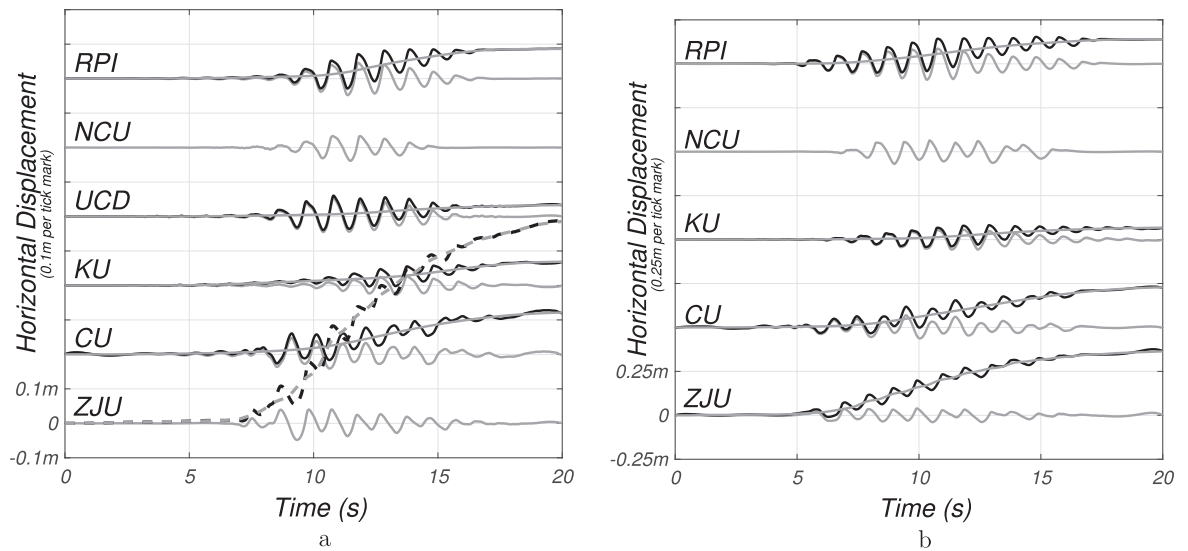 Horizontal Displacement
(0.1m per tick mark)
RPI
NCU
UCD
KU
CU
0.1m
ZJU
0
-0.1m
0 5 10 15 20
Time (s)
a
Horizontal Displacement
(0.25m per tick mark)
RPI
NCU
KU
CU
0.25m
ZJU
0
-0.25m
0 5 10 15 20
Time (s)
b